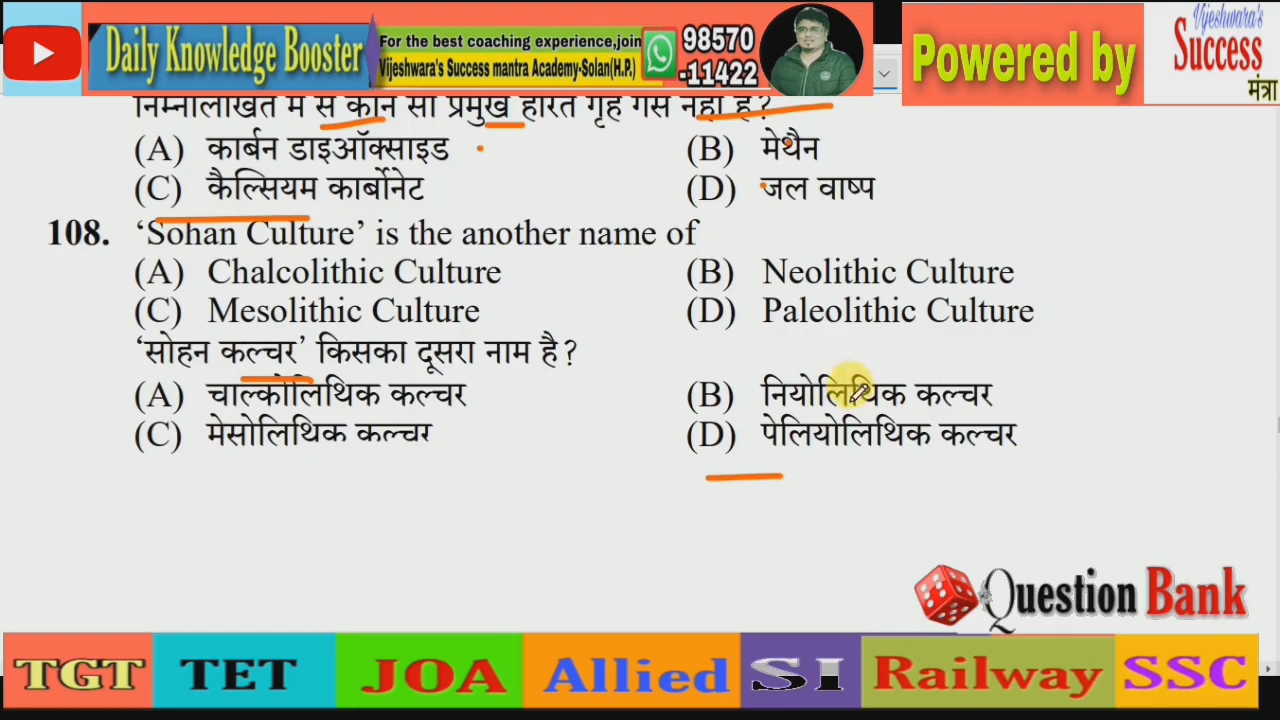 Daily Knowledge Booster
For the best coaching experience,join
Vijeshwara's Success mantra Academy-Solan(H.P.)
98570
-11422
Powered by
Vijeshwara's
Success
मंत्रा
निम्नलिखित में से कौन सी प्रमुख हरित गृह गैस नहीं है?
(A) कार्बन डाइऑक्साइड (B) मेथैन
(C) कैल्सियम कार्बोनेट (D) जल वाष्प
108. ‘Sohan Culture’ is the another name of
(A) Chalcolithic Culture (B) Neolithic Culture
(C) Mesolithic Culture (D) Paleolithic Culture
‘सोहन कल्चर’ किसका दूसरा नाम है?
(A) चाल्कोलिथिक कल्चर (B) नियोलिथिक कल्चर
(C) मेसोलिथिक कल्चर (D) पेलियोलिथिक कल्चर
Question Bank
TGT TET JOA Allied SI Railway SSC